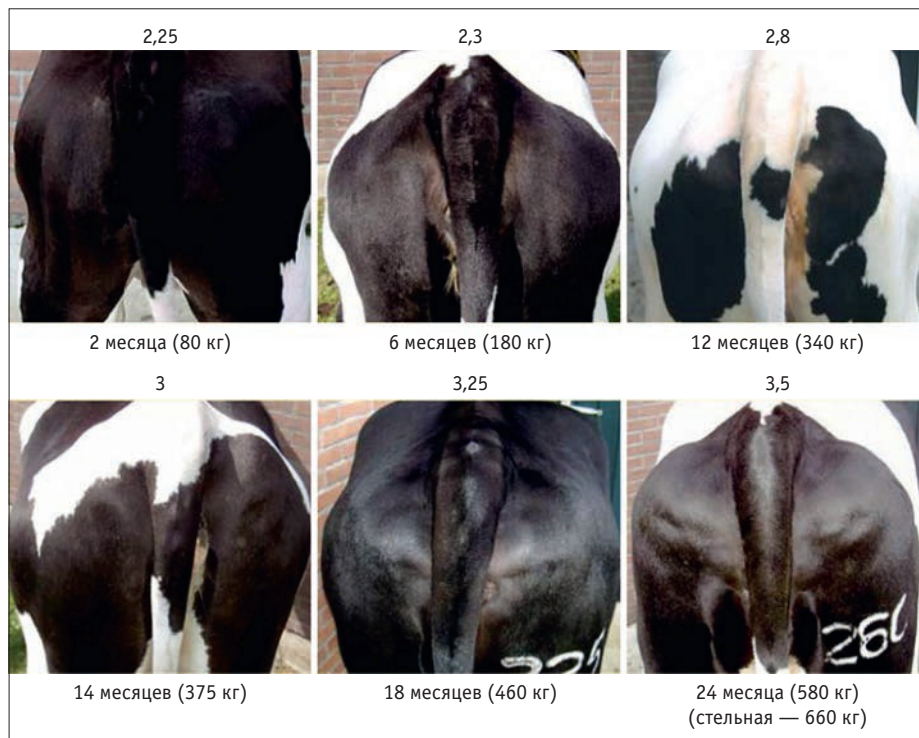 2,25
2,3
2,8
2 месяца (80 кг)
6 месяцев (180 кг)
12 месяцев (340 кг)
3
3,25
3,5
280
14 месяцев (375 кг)
18 месяцев (460 кг)
24 месяца (580 кг)
(стельная — 660 кг)